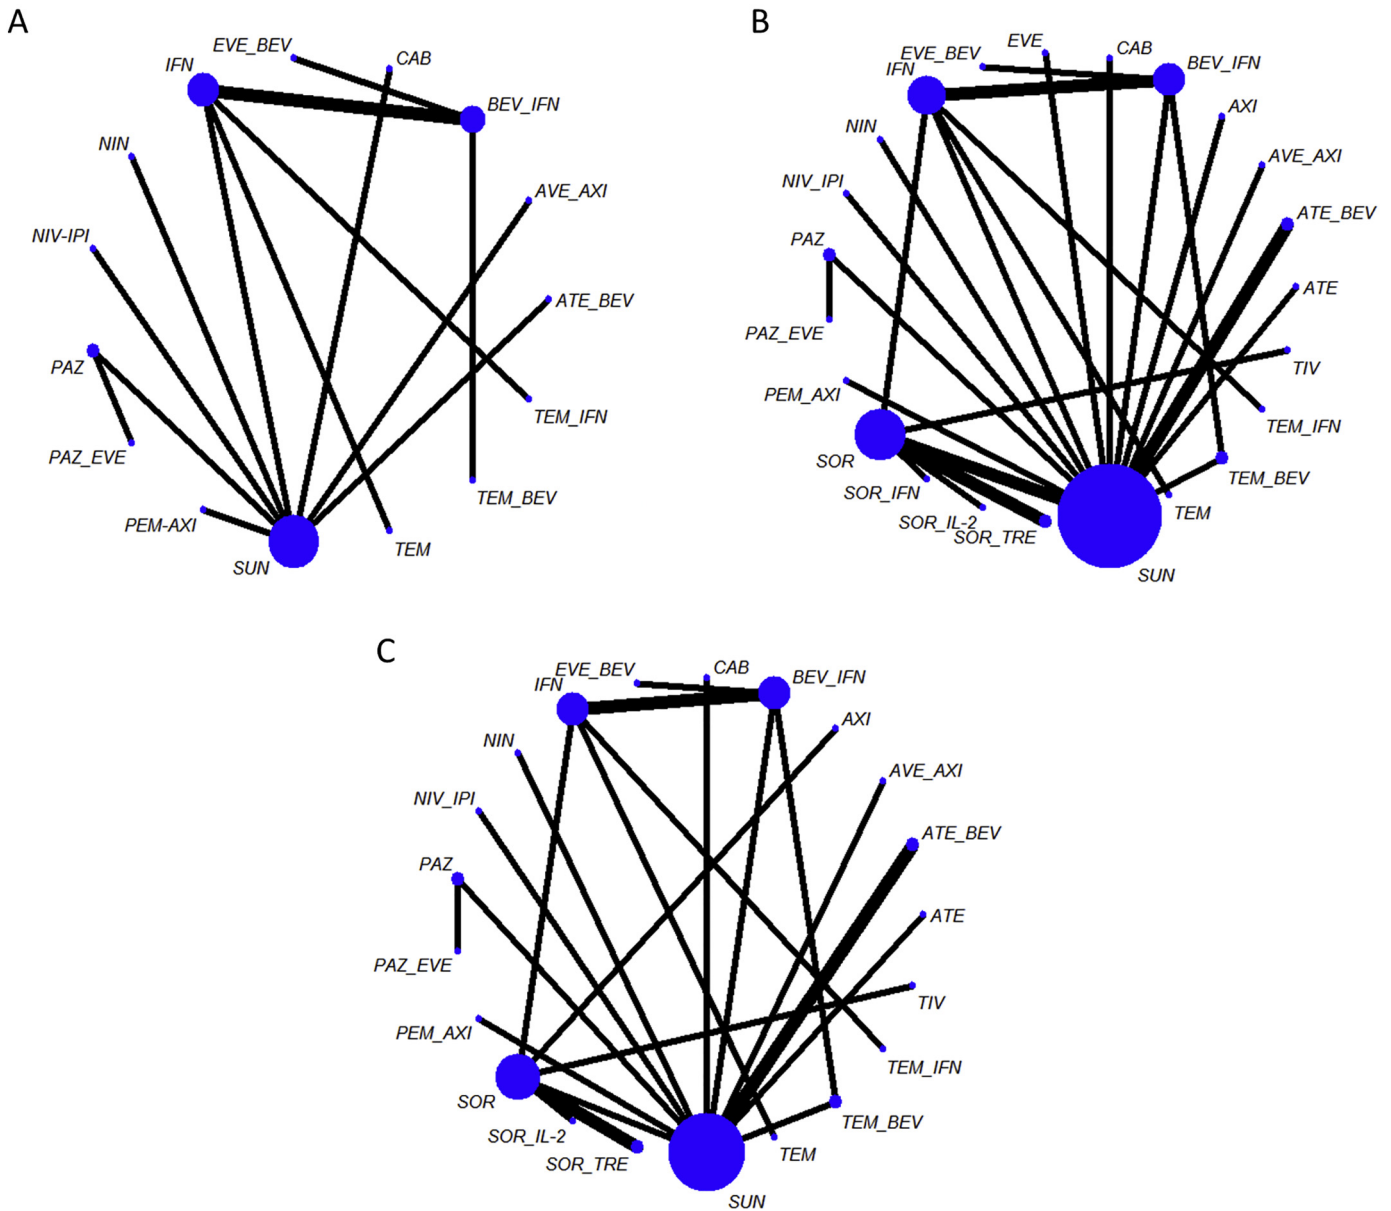 A
EVE_BEV
CAB
IFN
BEV_IFN
NIN
AVE_AXI
NIV-IPI
ATE_BEV
PAZ
TEM_IFN
PAZ_EVE
TEM_BEV
PEM-AXI
TEM
SUN
B
EVE
CAB
EVE_BEV
BEV_IFN
IFN
AXI
NIN
AVE_AXI
NIV_IPI
ATE_BEV
PAZ
ATE
PAZ_EVE
TIV
PEM_AXI
TEM_IFN
SOR
TEM_BEV
SOR_IFN
TEM
SOR_IL-2
SOR_TRE
SUN
C
EVE_BEV
CAB
BEV_IFN
IFN
AXI
NIN
AVE_AXI
NIV_IPI
ATE_BEV
PAZ
ATE
PAZ_EVE
TIV
PEM_AXI
TEM_IFN
SOR
TEM_BEV
SOR_IL-2
TEM
SOR_TRE
SUN